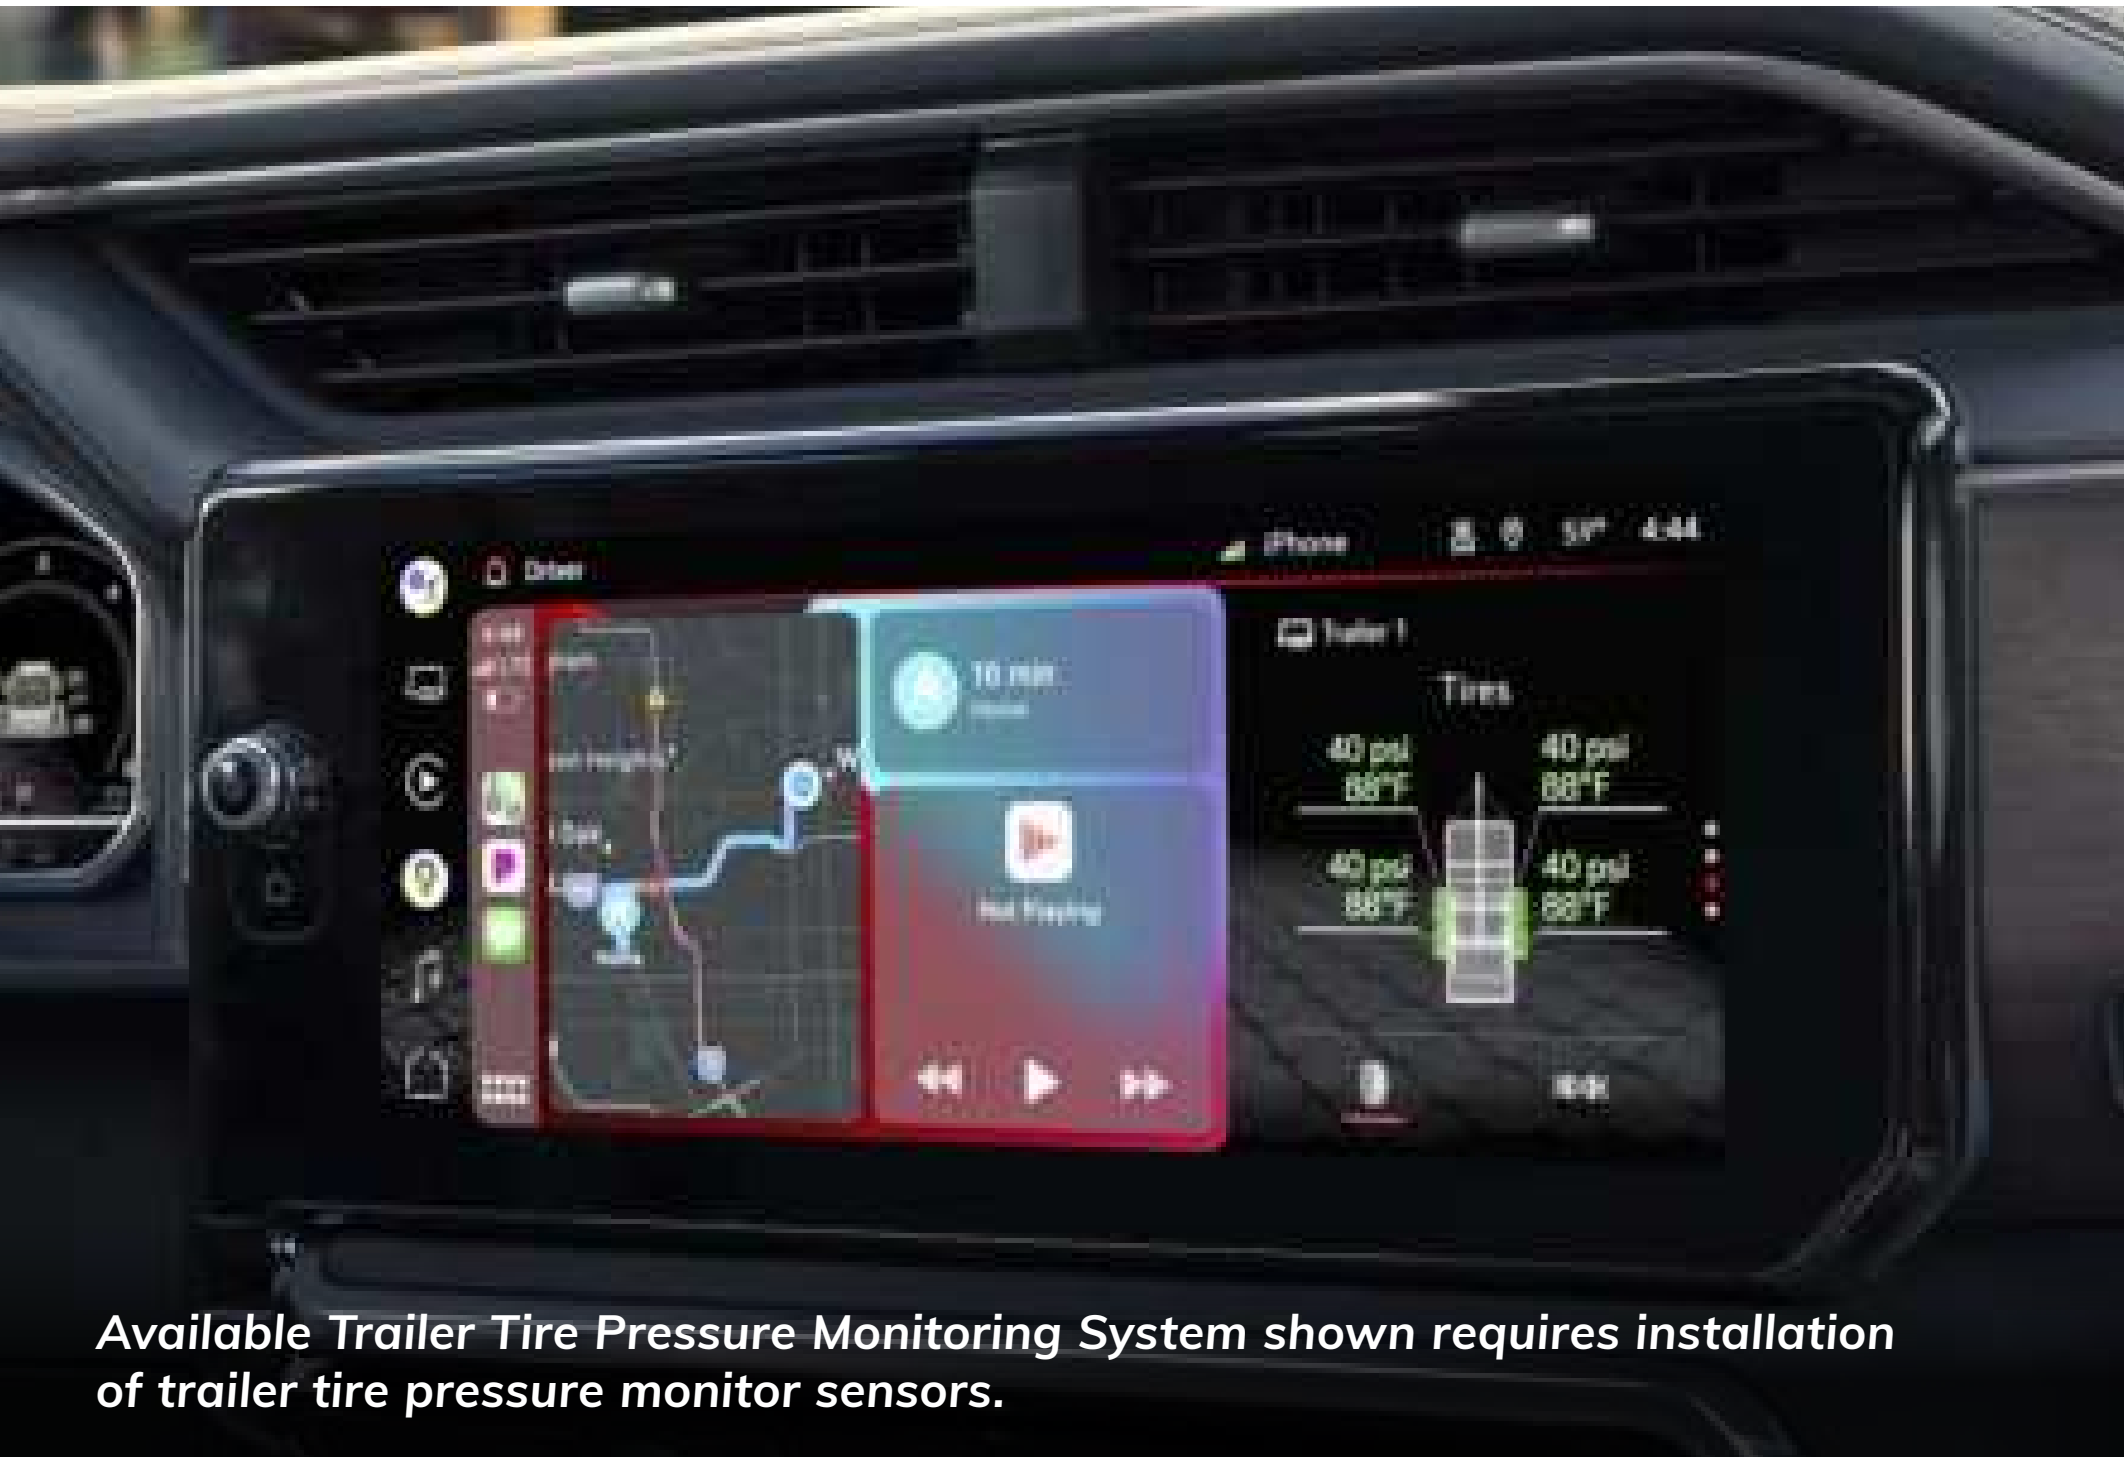 Driver
iPhone
59°
4:44
Trailer 1
10 min
Tires
40 psi
88°F
40 psi
88°F
40 psi
88°F
40 psi
88°F
Not Playing
Available Trailer Tire Pressure Monitoring System shown requires installation
of trailer tire pressure monitor sensors.